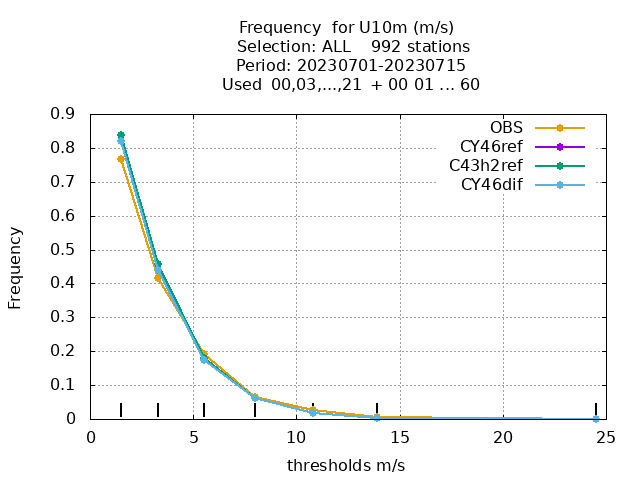 Frequency  for U10m (m/s)
Selection: ALL    992 stations
Period: 20230701-20230715
Used  00,03,...,21  + 00 01 ... 60
0.9
0.8
0.7
0.6
0.5
0.4
0.3
0.2
0.1
0
Frequency
OBS
CY46ref
C43h2ref
CY46dif
0 5 10 15 20 25
thresholds m/s